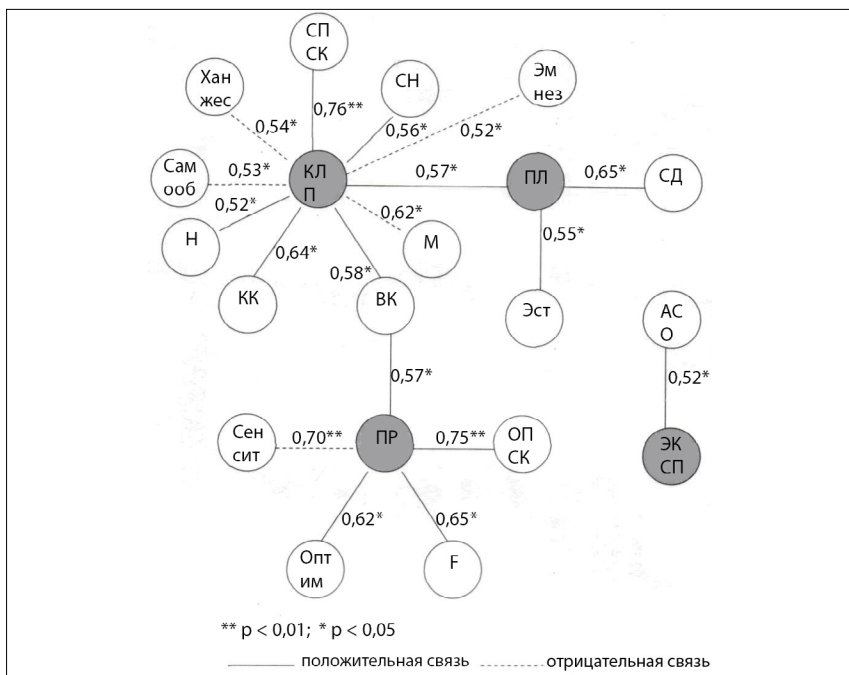 СП
СК
Хан
жес
СН
Эм
нез
0,76**
0,54*
0,56*
0,52*
Сам
ооб
0,53*
КЛ
П
0,57*
ПЛ
0,65*
СД
0,52*
Н
0,62*
М
0,55*
0,64*
0,58*
КК
ВК
Эст
АС
О
0,57*
0,52*
Сен
сит
0,70**
ПР
0,75**
ОП
СК
ЭК
СП
0,62*
0,65*
Опт
им
F
** p < 0,01; * p < 0,05
положительная связь
отрицательная связь